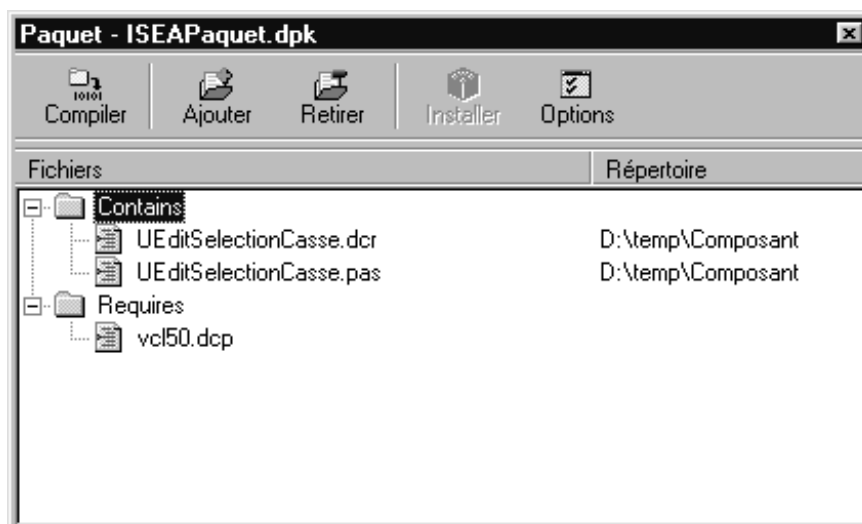 Paquet - ISEAPaquet.dpk
Compiler Ajouter Retirer Installer Options
Fichiers Répertoire
Contains
UEditSelectionCasse.dcr D:\temp\Composant
UEditSelectionCasse.pas D:\temp\Composant
Requires
vcl50.dcp